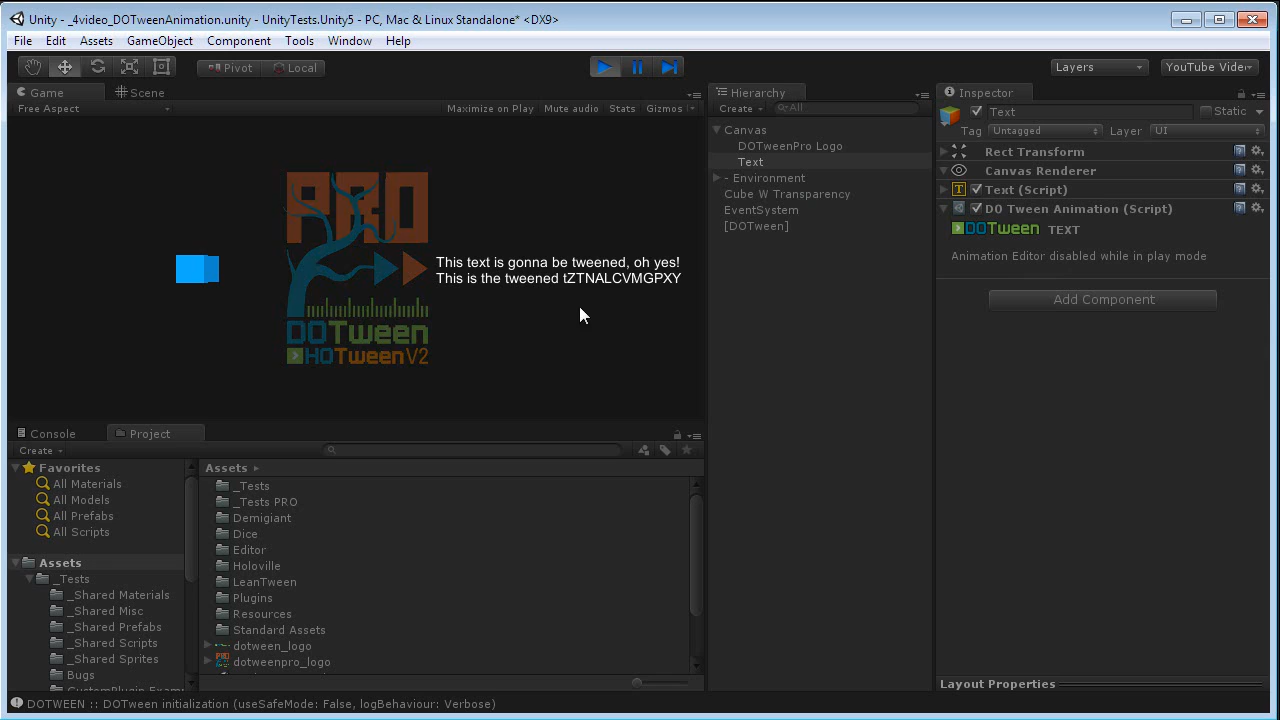 Unity - _4video_DOTweenAnimation.unity - UnityTests.Unity5 - PC, Mac & Linux Standalone* <DX9>
File Edit Assets GameObject Component Tools Window Help
Pivot Local Layers YouTube Vide
Game Scene
Free Aspect Maximize on Play Mute audio Stats Gizmos
PRO
This text is gonna be tweened, oh yes!
This is the tweened tZTNALCVMGPXY
DOTween
HOTween V2
Hierarchy
Create All
Canvas
DOTweenPro Logo
Text
- Environment
Cube W Transparency
EventSystem
[DOTween]
Inspector
Text Static
Tag Untagged Layer UI
Rect Transform
Canvas Renderer
Text (Script)
DO Tween Animation (Script)
DOTween TEXT
Animation Editor disabled while in play mode
Add Component
Layout Properties
Console Project
Create
Favorites
All Materials
All Models
All Prefabs
All Scripts
Assets
_Tests
_Shared Materials
_Shared Misc
_Shared Prefabs
_Shared Scripts
_Shared Sprites
Bugs
Assets
_Tests
_Tests PRO
Demigiant
Dice
Editor
Holoville
LeanTween
Plugins
Resources
Standard Assets
dotween_logo
dotweenpro_logo
DOTWEEN :: DOTween initialization (useSafeMode: False, logBehaviour: Verbose)